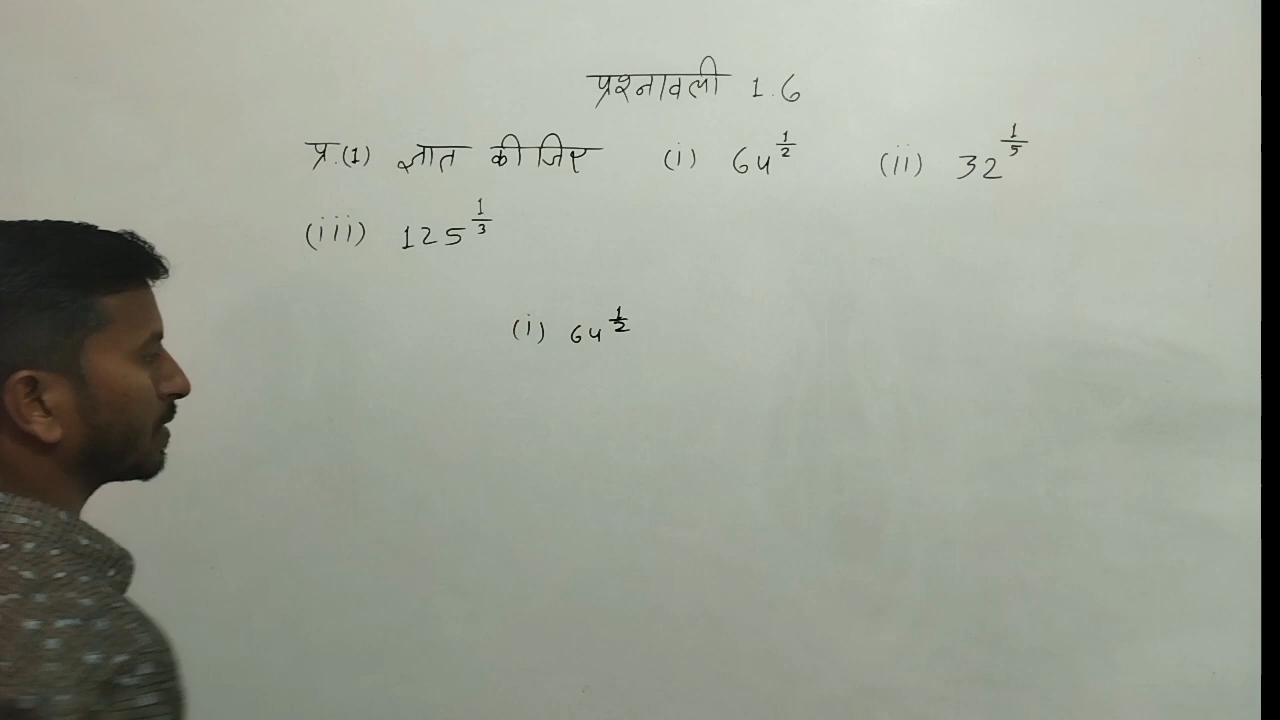 प्रश्नावली 1.6
प्र.(1) ज्ञात कीजिए (i) 64^(1/2) (ii) 32^(1/5)
(iii) 125^(1/3)
(i) 64^(1/2)